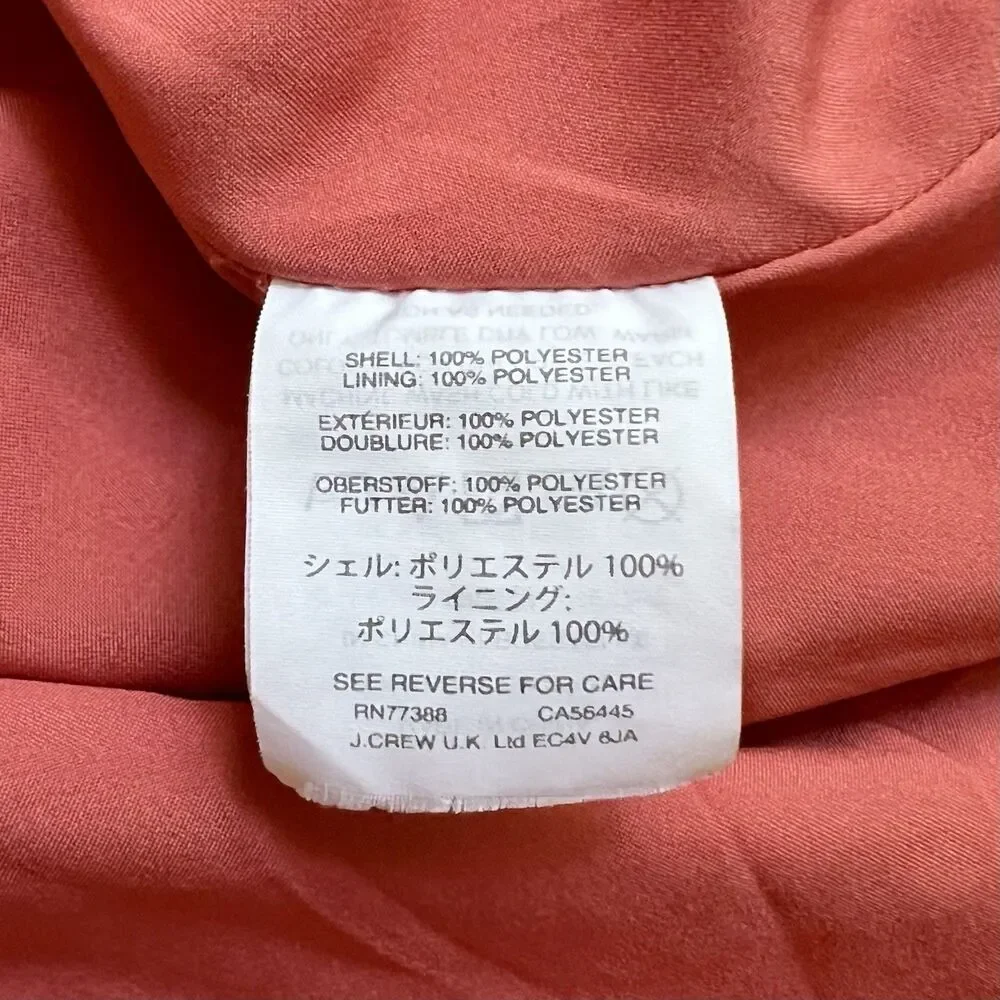 SHELL: 100% POLYESTER
LINING: 100% POLYESTER
EXTÉRIEUR: 100% POLYESTER
DOUBLURE: 100% POLYESTER
OBERSTOFF: 100% POLYESTER
FUTTER: 100% POLYESTER
シェル: ポリエステル 100%
ライニング:
ポリエステル 100%
SEE REVERSE FOR CARE
RN77388 CA56445
J.CREW U.K. Ltd EC4V 6JA